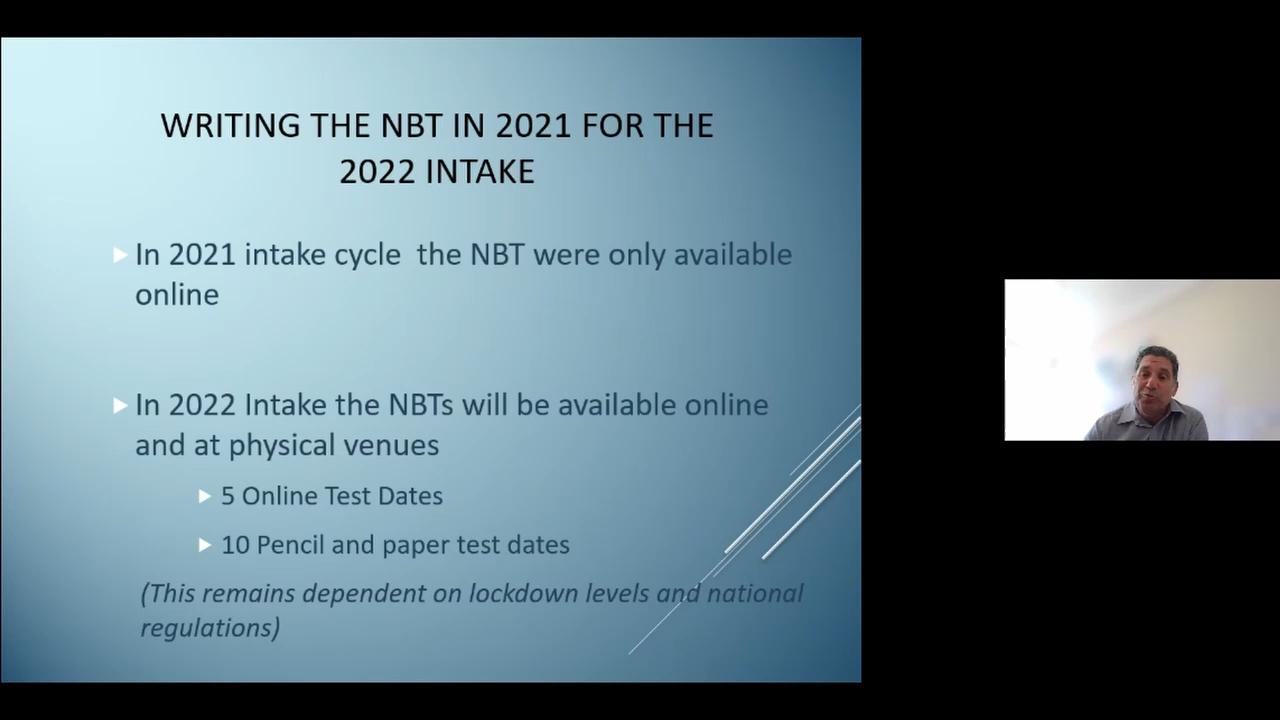 WRITING THE NBT IN 2021 FOR THE
2022 INTAKE
In 2021 intake cycle  the NBT were only available
online
In 2022 Intake the NBTs will be available online
and at physical venues
5 Online Test Dates
10 Pencil and paper test dates
(This remains dependent on lockdown levels and national
regulations)